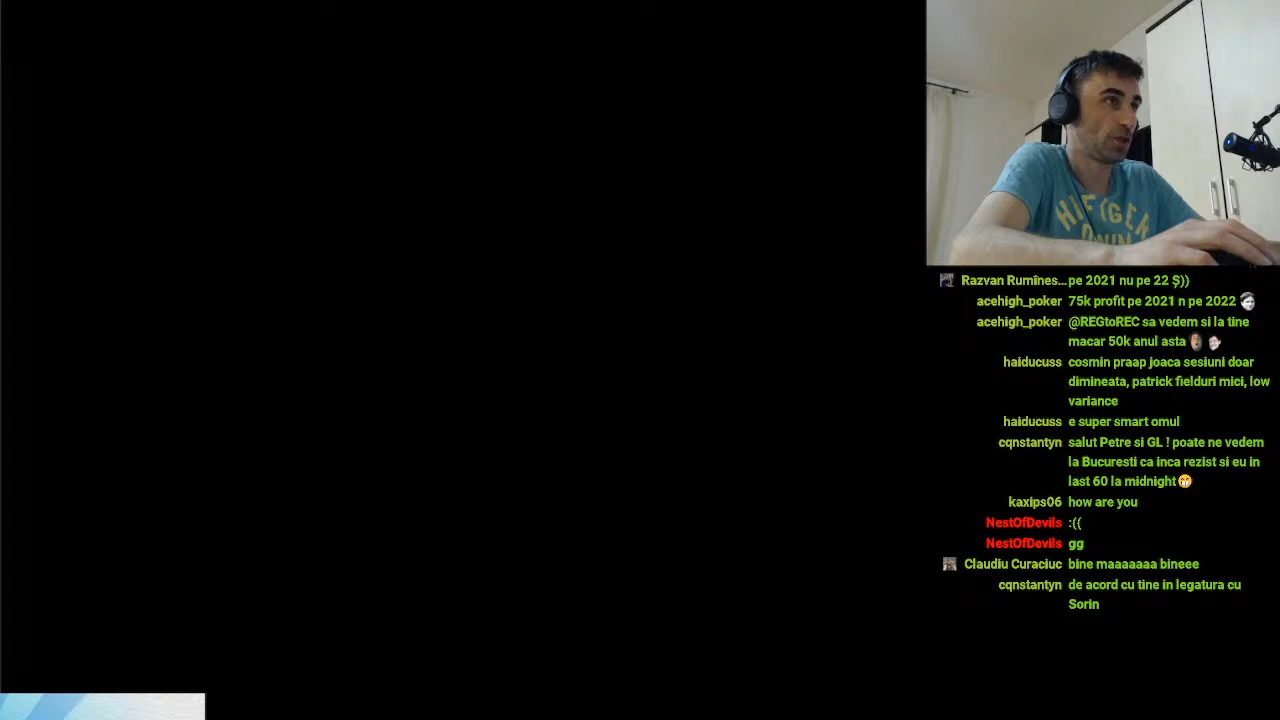 HILFIGER
DENIM
Razvan Rumînes... pe 2021 nu pe 22 Ș))
acehigh_poker 75k profit pe 2021 n pe 2022
acehigh_poker @REGtoREC sa vedem si la tine
macar 50k anul asta
haiducuss cosmin praap joaca sesiuni doar
dimineata, patrick fielduri mici, low
variance
haiducuss e super smart omul
cqnstantyn salut Petre si GL ! poate ne vedem
la Bucuresti ca inca rezist si eu in
last 60 la midnight😁
kaxips06 how are you
NestOfDevils :((
NestOfDevils gg
Claudiu Curaciuc bine maaaaaaa bineee
cqnstantyn de acord cu tine in legatura cu
Sorin